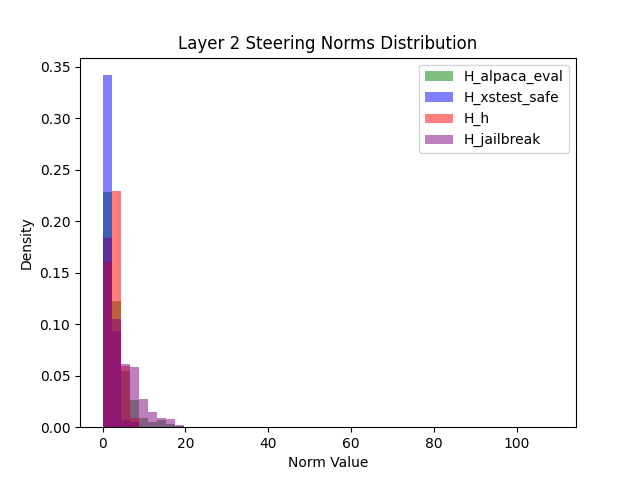 Layer 2 Steering Norms Distribution
H_alpaca_eval
H_xstest_safe
H_h
H_jailbreak
Density
0.35
0.30
0.25
0.20
0.15
0.10
0.05
0.00
0 20 40 60 80 100
Norm Value